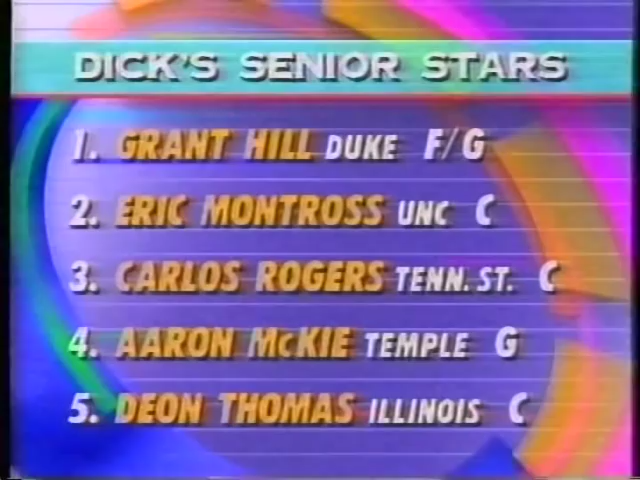 DICK'S SENIOR STARS
1. GRANT HILL DUKE F/G
2. ERIC MONTROSS UNC C
3. CARLOS ROGERS TENN. ST. C
4. AARON McKIE TEMPLE G
5. DEON THOMAS ILLINOIS C